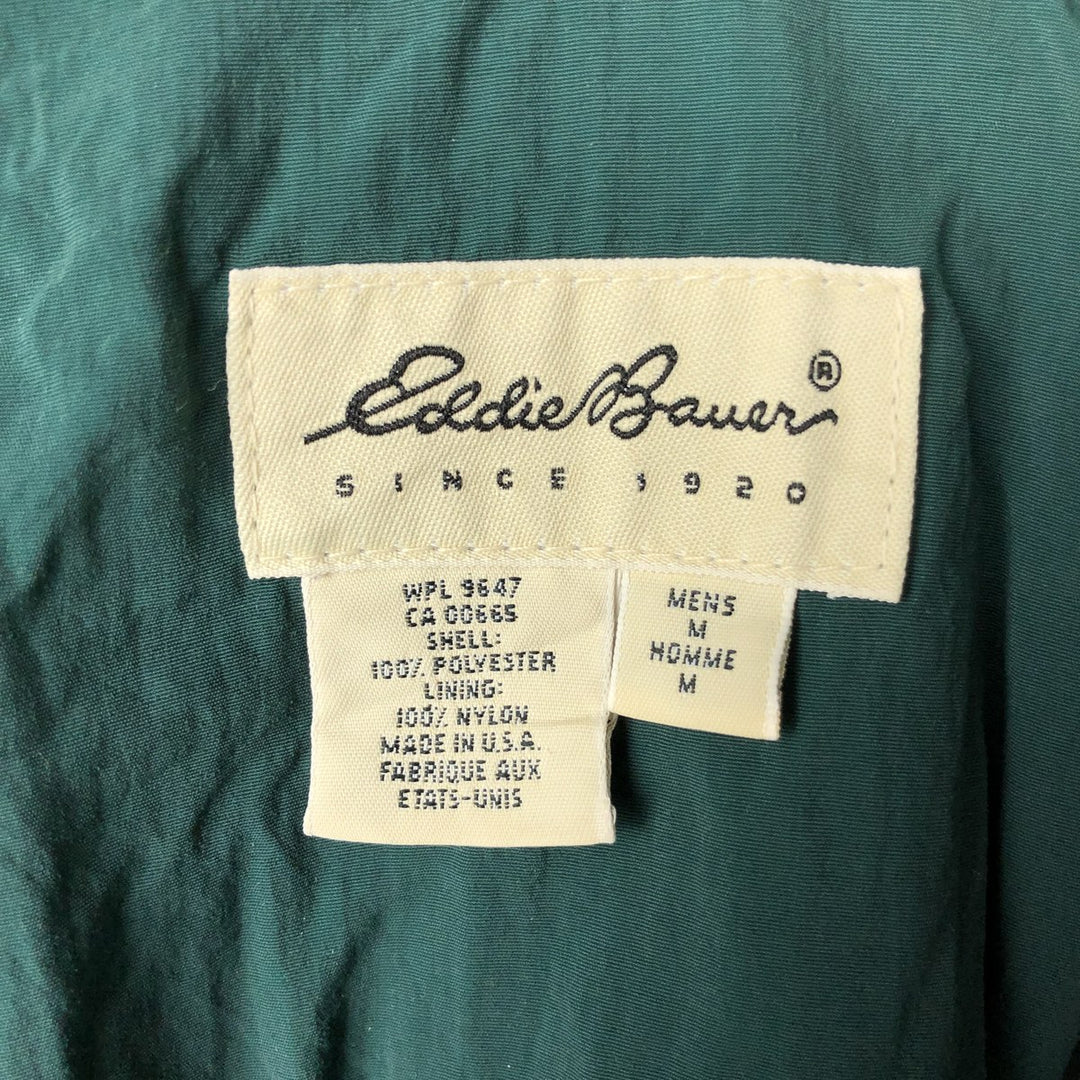 Eddie Bauer®
SINCE 1920
WPL 9647
CA 00665
SHELL:
100% POLYESTER
LINING:
100% NYLON
MADE IN U.S.A.
FABRIQUE AUX
ETATS-UNIS
MENS
M
HOMME
M